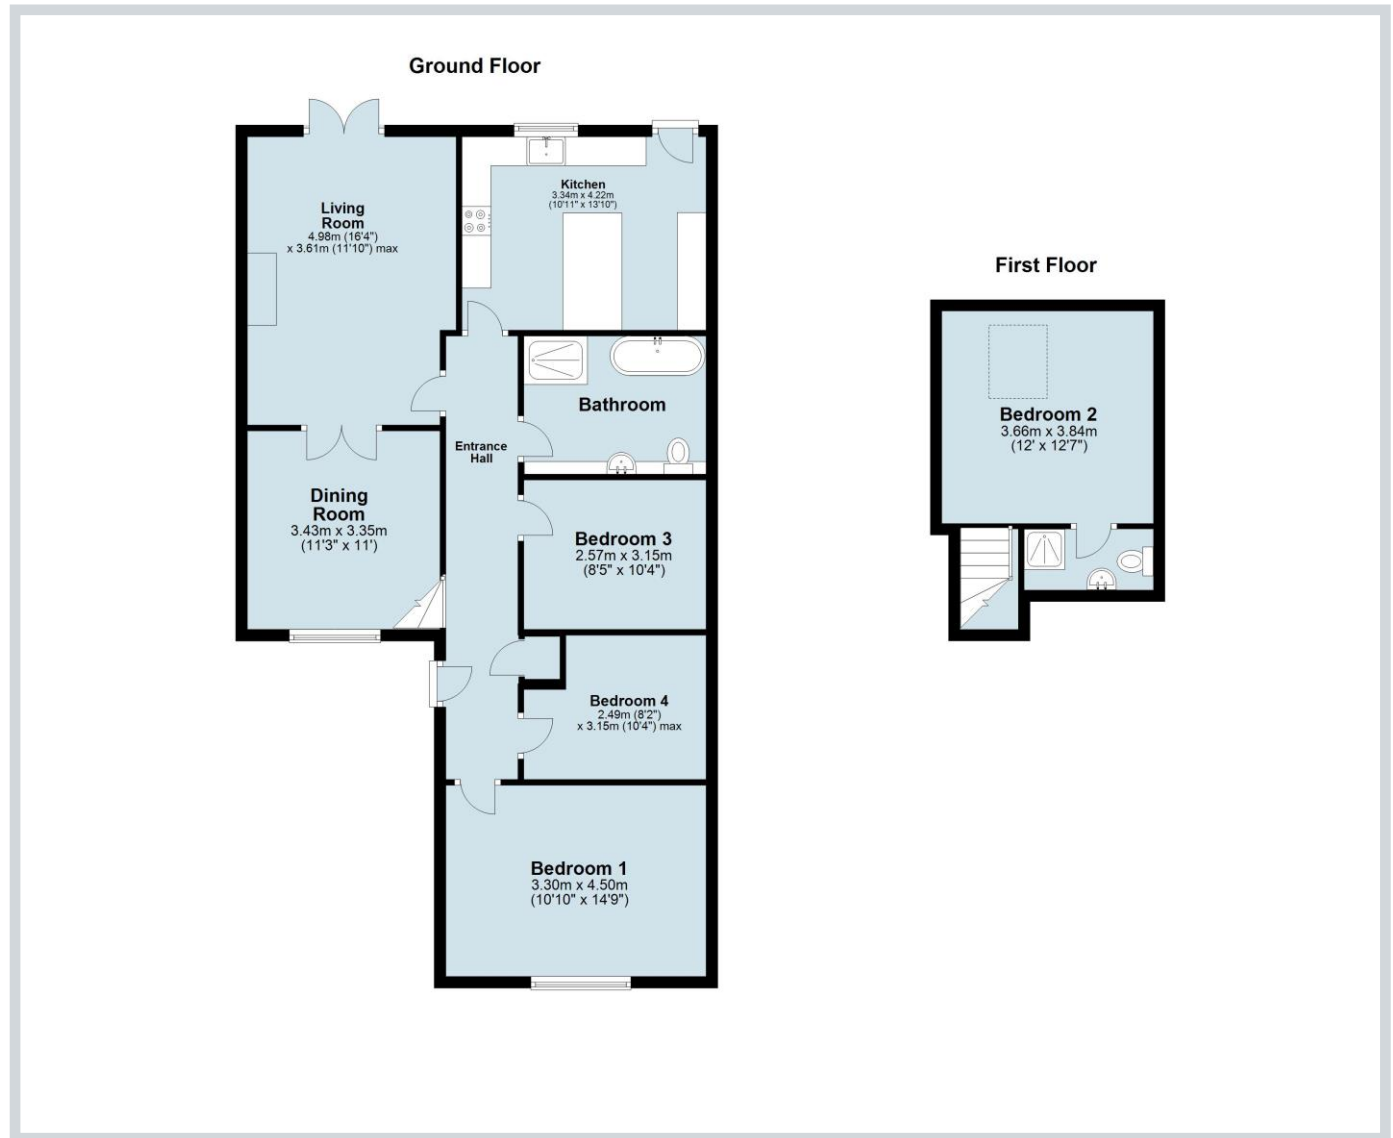 Ground Floor
Living
Room
4.98m (16'4")
x 3.61m (11'10") max
Kitchen
3.34m x 4.22m
(10'11" x 13'10")
Bathroom
Entrance
Hall
Dining
Room
3.43m x 3.35m
(11'3" x 11')
Bedroom 3
2.57m x 3.15m
(8'5" x 10'4")
Bedroom 4
2.49m (8'2")
x 3.15m (10'4") max
Bedroom 1
3.30m x 4.50m
(10'10" x 14'9")
First Floor
Bedroom 2
3.66m x 3.84m
(12' x 12'7")